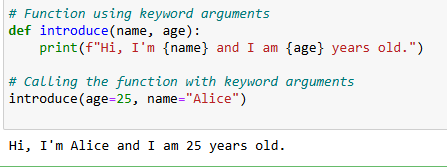 # Function using keyword arguments
def introduce(name, age):
    print(f"Hi, I'm {name} and I am {age} years old.")
# Calling the function with keyword arguments
introduce(age=25, name="Alice")
Hi, I'm Alice and I am 25 years old.